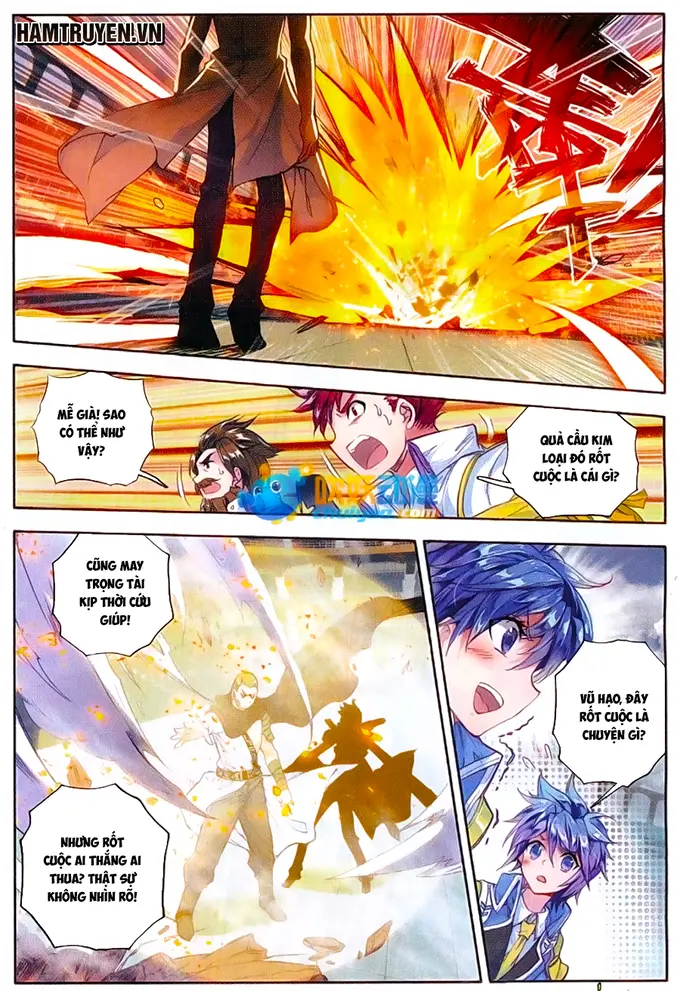 HAMTRUYEN.VN
MỄ GIÀ! SAO
CÓ THỂ NHƯ
VẬY?
QUẢ CẦU KIM
LOẠI ĐÓ RỐT
CUỘC LÀ CÁI GÌ?
.com
CŨNG MAY
TRỌNG TÀI
KỊP THỜI CỨU
GIÚP!
VŨ HẠO, ĐÂY
RỐT CUỘC LÀ
CHUYỆN GÌ?
NHƯNG RỐT
CUỘC AI THẮNG AI
THUA? THẬT SỰ
KHÔNG NHÌN RÕ!